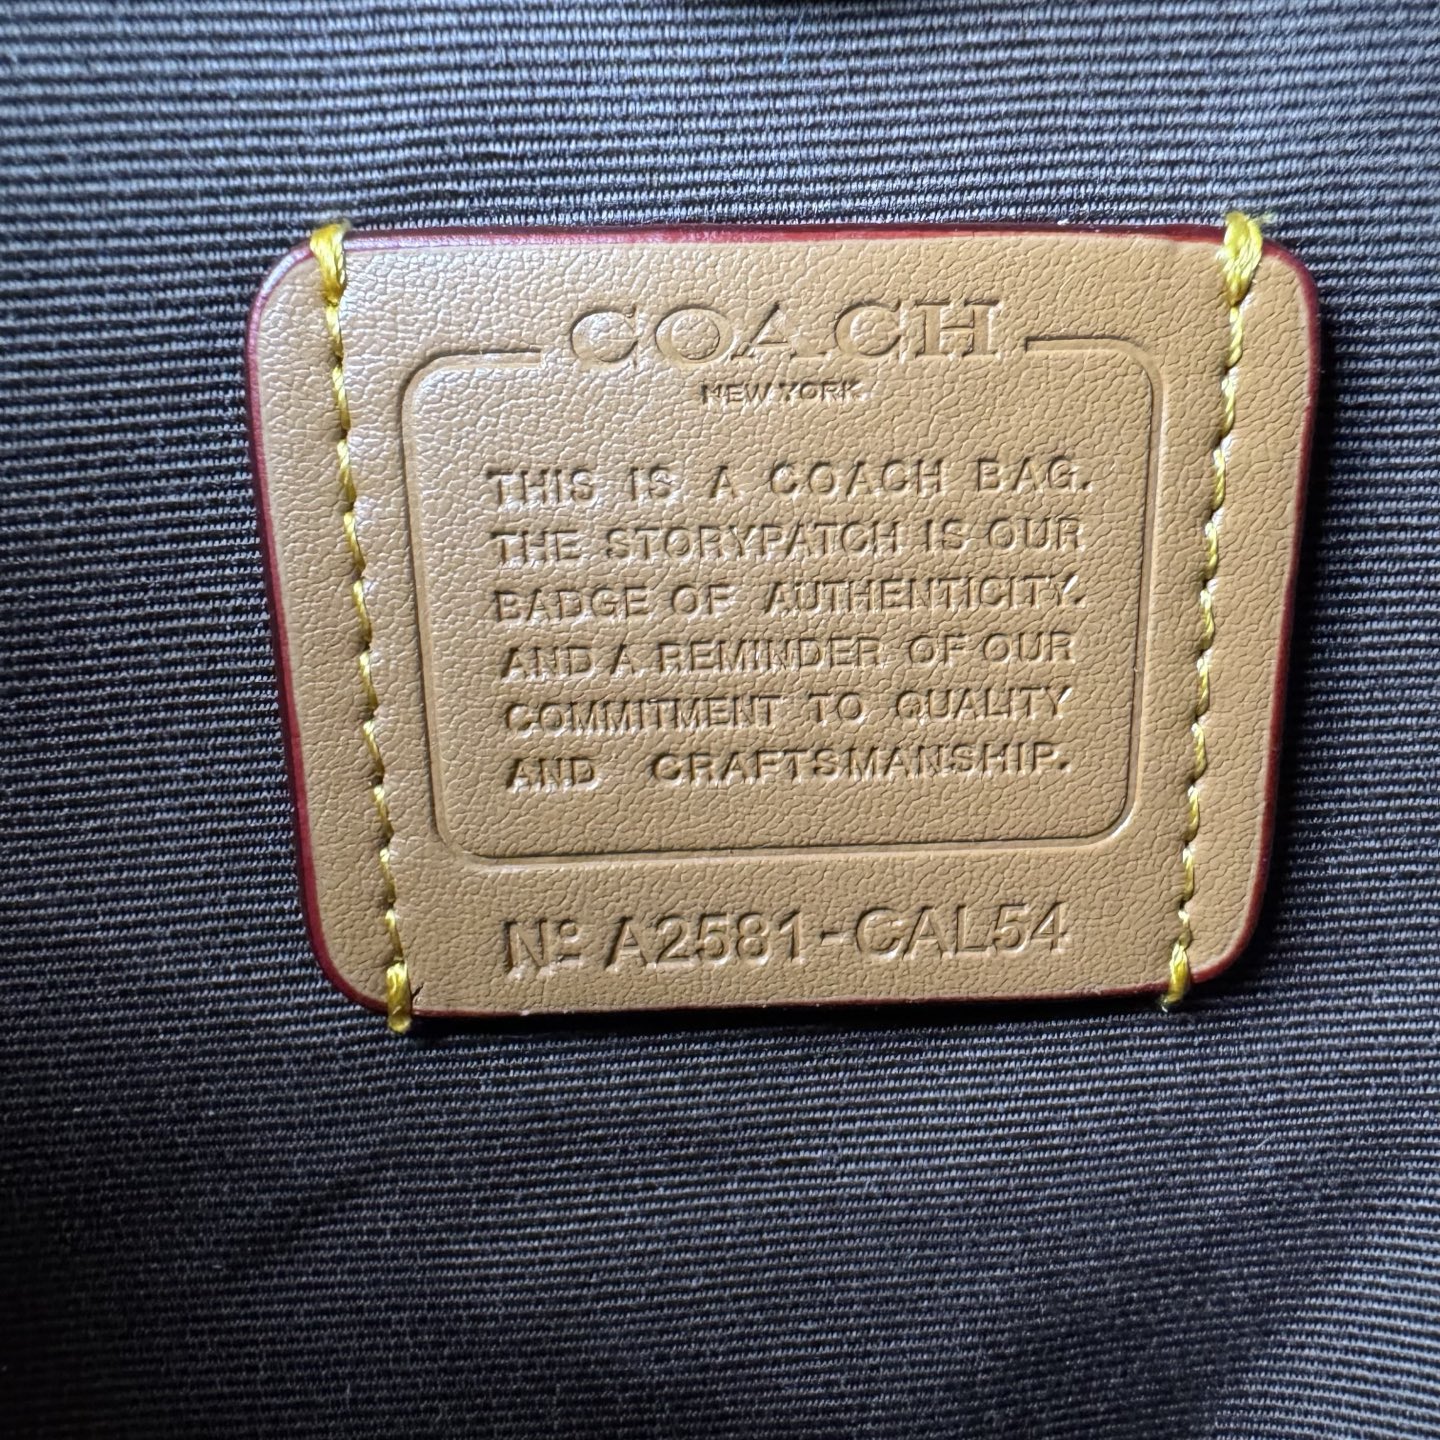 COACH
NEW YORK
THIS IS A COACH BAG.
THE STORYPATCH IS OUR
BADGE OF AUTHENTICITY.
AND A REMINDER OF OUR
COMMITMENT TO QUALITY
AND CRAFTSMANSHIP.
Nº A2581-CAL54